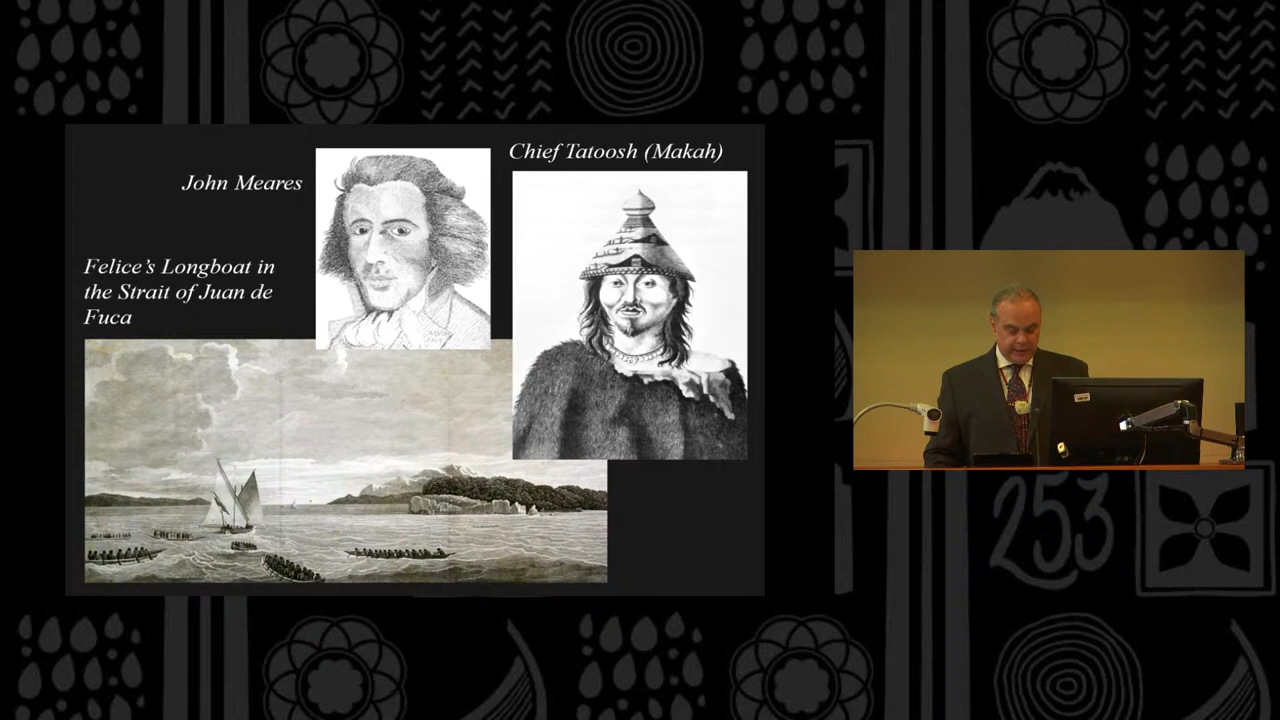 John Meares
Chief Tatoosh (Makah)
Felice's Longboat in
the Strait of Juan de
Fuca
253